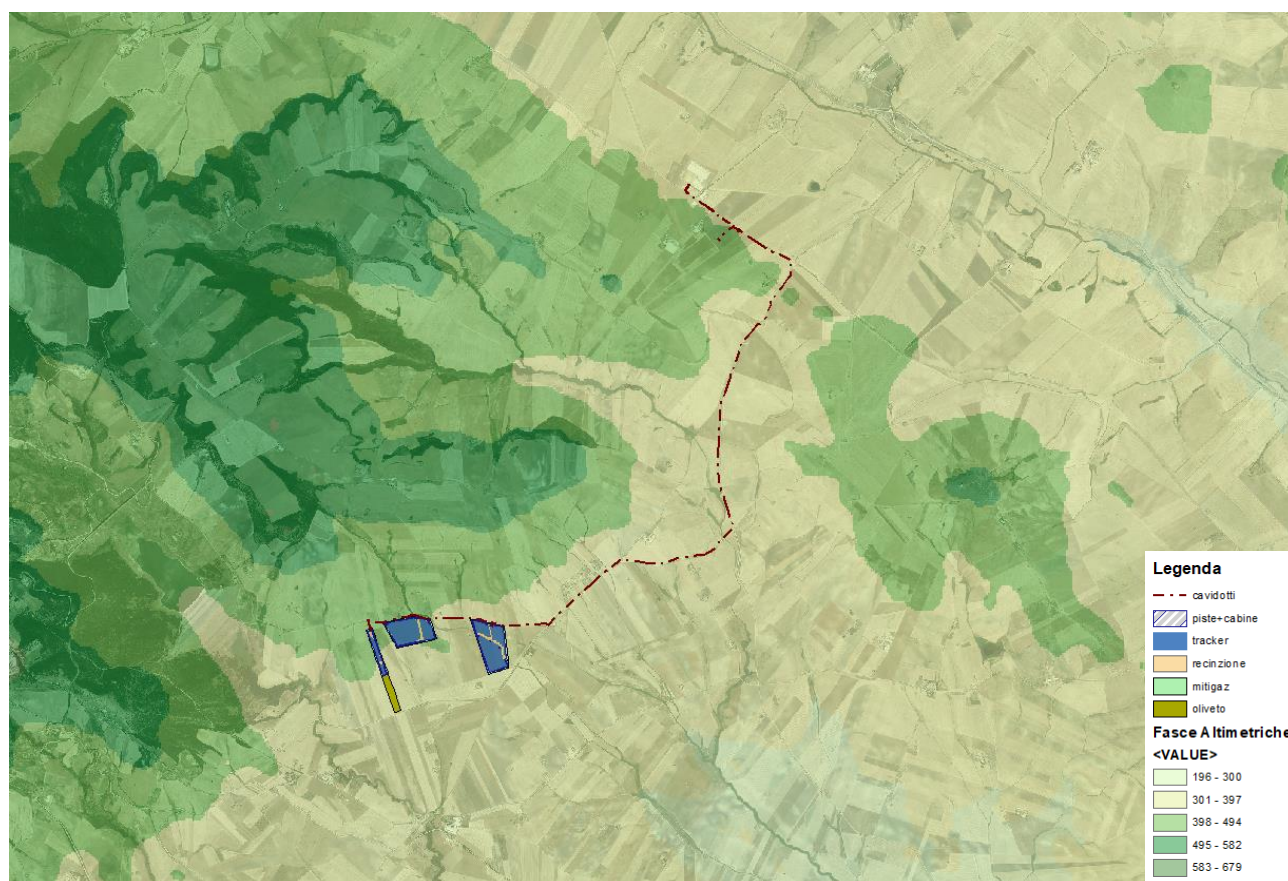 Legenda
cavidotti
piste+cabine
tracker
recinzione
mitigaz
oliveto
Fasce Altimetriche
<VALUE>
196 - 300
301 - 397
398 - 494
495 - 582
583 - 679